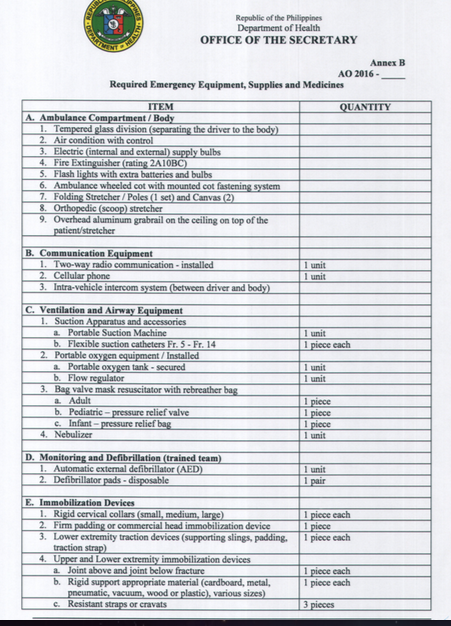 Republic of the Philippines
Department of Health
OFFICE OF THE SECRETARY
Annex B
AO 2016 - _____
Required Emergency Equipment, Supplies and Medicines
ITEM QUANTITY
A. Ambulance Compartment / Body
1. Tempered glass division (separating the driver to the body)
2. Air condition with control
3. Electric (internal and external) supply bulbs
4. Fire Extinguisher (rating 2A10BC)
5. Flash lights with extra batteries and bulbs
6. Ambulance wheeled cot with mounted cot fastening system
7. Folding Stretcher / Poles (1 set) and Canvas (2)
8. Orthopedic (scoop) stretcher
9. Overhead aluminum grabrail on the ceiling on top of the
patient/stretcher
B. Communication Equipment
1. Two-way radio communication - installed 1 unit
2. Cellular phone 1 unit
3. Intra-vehicle intercom system (between driver and body)
C. Ventilation and Airway Equipment
1. Suction Apparatus and accessories
a. Portable Suction Machine 1 unit
b. Flexible suction catheters Fr. 5 - Fr. 14 1 piece each
2. Portable oxygen equipment / Installed
a. Portable oxygen tank - secured 1 unit
b. Flow regulator 1 unit
3. Bag valve mask resuscitator with rebreather bag
a. Adult 1 piece
b. Pediatric – pressure relief valve 1 piece
c. Infant – pressure relief bag 1 piece
4. Nebulizer 1 unit
D. Monitoring and Defibrillation (trained team)
1. Automatic external defibrillator (AED) 1 unit
2. Defibrillator pads - disposable 1 pair
E. Immobilization Devices
1. Rigid cervical collars (small, medium, large) 1 piece each
2. Firm padding or commercial head immobilization device 1 piece
3. Lower extremity traction devices (supporting slings, padding, 1 piece each
traction strap)
4. Upper and Lower extremity immobilization devices
a. Joint above and joint below fracture 1 piece each
b. Rigid support appropriate material (cardboard, metal, 1 piece each
pneumatic, vacuum, wood or plastic), various sizes)
c. Resistant straps or cravats 3 pieces